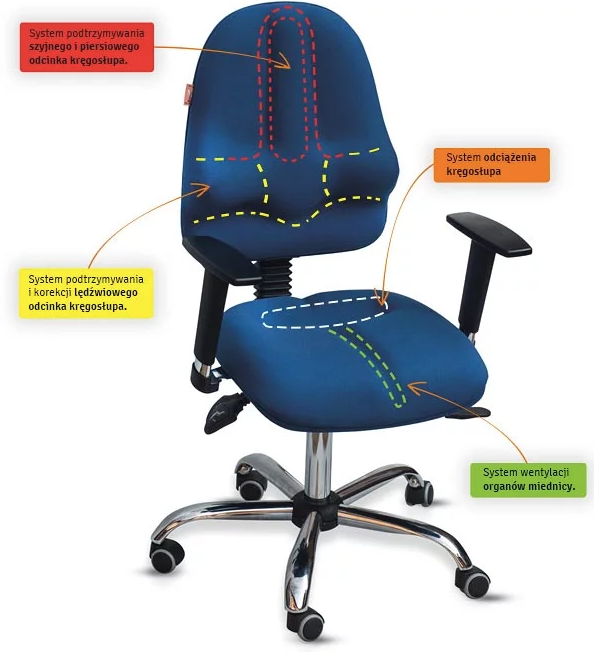 System podtrzymywania
szyjnego i piersiowego
odcinka kręgosłupa.
System odciążenia
kręgosłupa
System podtrzymywania
i korekcji lędźwiowego
odcinka kręgosłupa.
System wentylacji
organów miednicy.